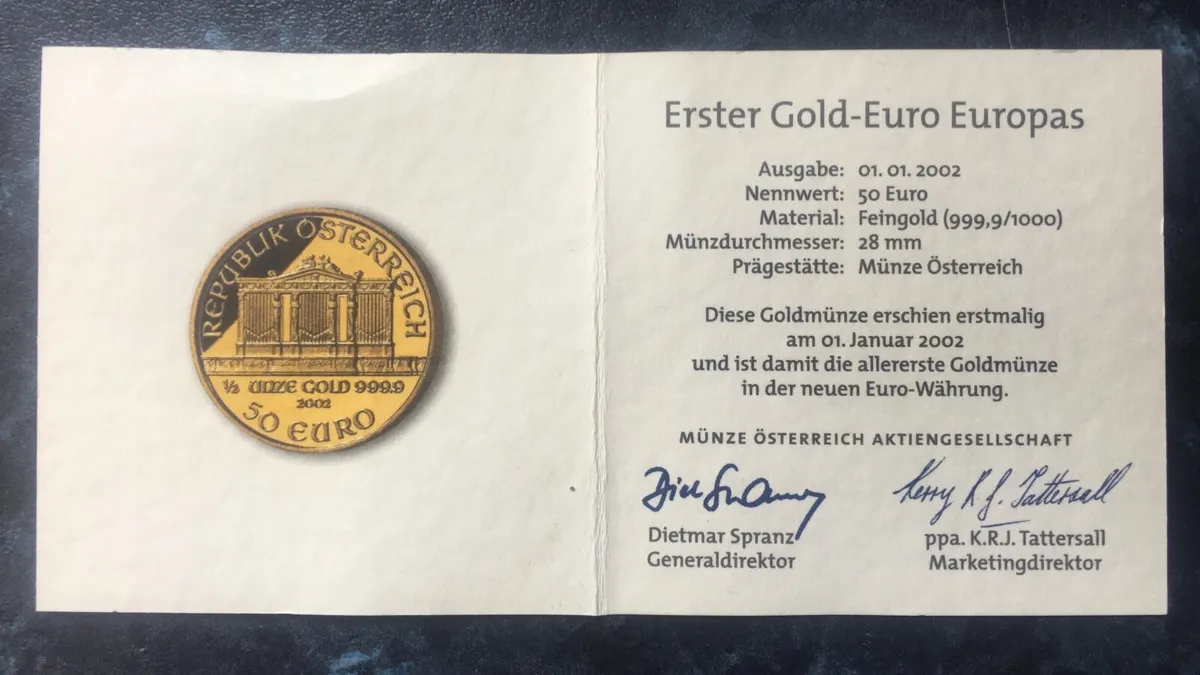 REPUBLIK ÖSTERREICH
½ UNZE GOLD 999.9
2002
50 EURO
Erster Gold-Euro Europas
Ausgabe: 01. 01. 2002
Nennwert: 50 Euro
Material: Feingold (999,9/1000)
Münzdurchmesser: 28 mm
Prägestätte: Münze Österreich
Diese Goldmünze erschien erstmalig
am 01. Januar 2002
und ist damit die allererste Goldmünze
in der neuen Euro-Währung.
MÜNZE ÖSTERREICH AKTIENGESELLSCHAFT
Kerry R. J. Tattersall
Dietmar Spranz
Generaldirektor
ppa. K.R.J. Tattersall
Marketingdirektor